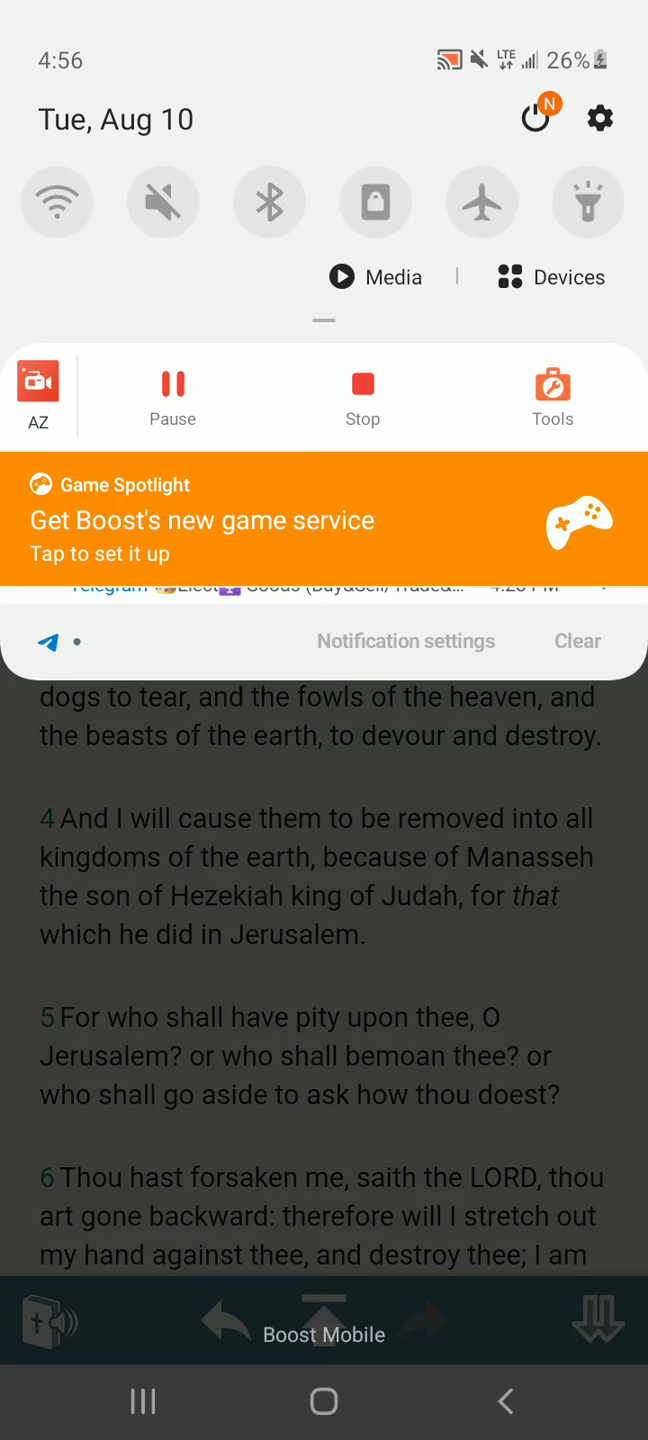 4:56
LTE 26%
Tue, Aug 10
N
Media | Devices
AZ
Pause
Stop
Tools
Game Spotlight
Get Boost's new game service
Tap to set it up
Telegram
Goods (Buy&Sell/Trade&...
Notification settings
Clear
dogs to tear, and the fowls of the heaven, and
the beasts of the earth, to devour and destroy.
4 And I will cause them to be removed into all
kingdoms of the earth, because of Manasseh
the son of Hezekiah king of Judah, for that
which he did in Jerusalem.
5 For who shall have pity upon thee, O
Jerusalem? or who shall bemoan thee? or
who shall go aside to ask how thou doest?
6 Thou hast forsaken me, saith the LORD, thou
art gone backward: therefore will I stretch out
my hand against thee, and destroy thee; I am
Boost Mobile